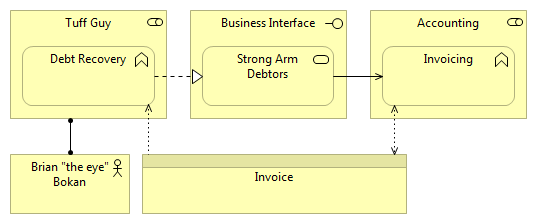 Tuff Guy
Business Interface
Accounting
Debt Recovery
Strong Arm
Debtors
Invoicing
Brian "the eye"
Bokan
Invoice